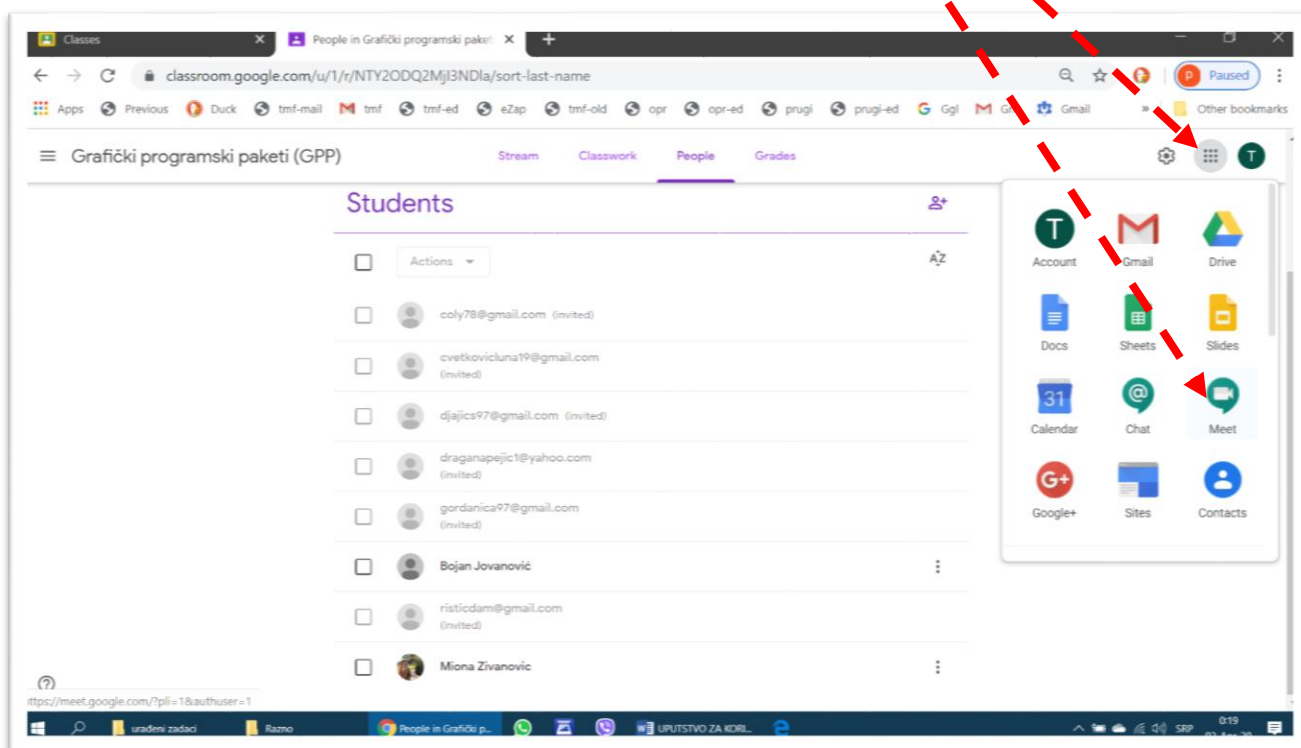 Classes
People in Grafički programski paket
classroom.google.com/u/1/r/NTY2ODQ2MjI3NDla/sort-last-name
Paused
Apps Previous Duck tmf-mail tmf tmf-ed eZap tmf-old opr opr-ed prugi prugi-ed Ggl Gmail » Other bookmarks
Grafički programski paketi (GPP) Stream Classwork People Grades T
Students
Actions AZ
coly78@gmail.com (invited)
cvetkovicluna19@gmail.com
(invited)
djajics97@gmail.com (invited)
draganapejic1@yahoo.com
(invited)
gordanica97@gmail.com
(invited)
Bojan Jovanović
risticdam@gmail.com
(invited)
Miona Zivanovic
T
Account Gmail Drive
Docs Sheets Slides
31
Calendar Chat Meet
G+
Google+ Sites Contacts
ttps://meet.google.com/?pli=1&authuser=1
urađeni zadaci Razno People in Grafički p... UPUTSTVO ZA KORI... SRP 0:19